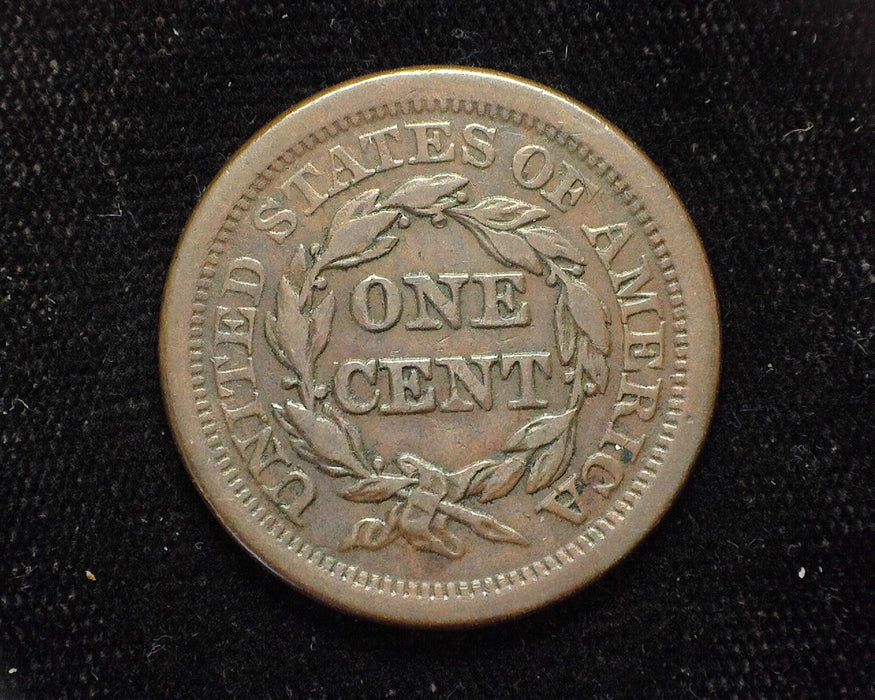 UNITED STATES OF AMERICA
ONE
CENT